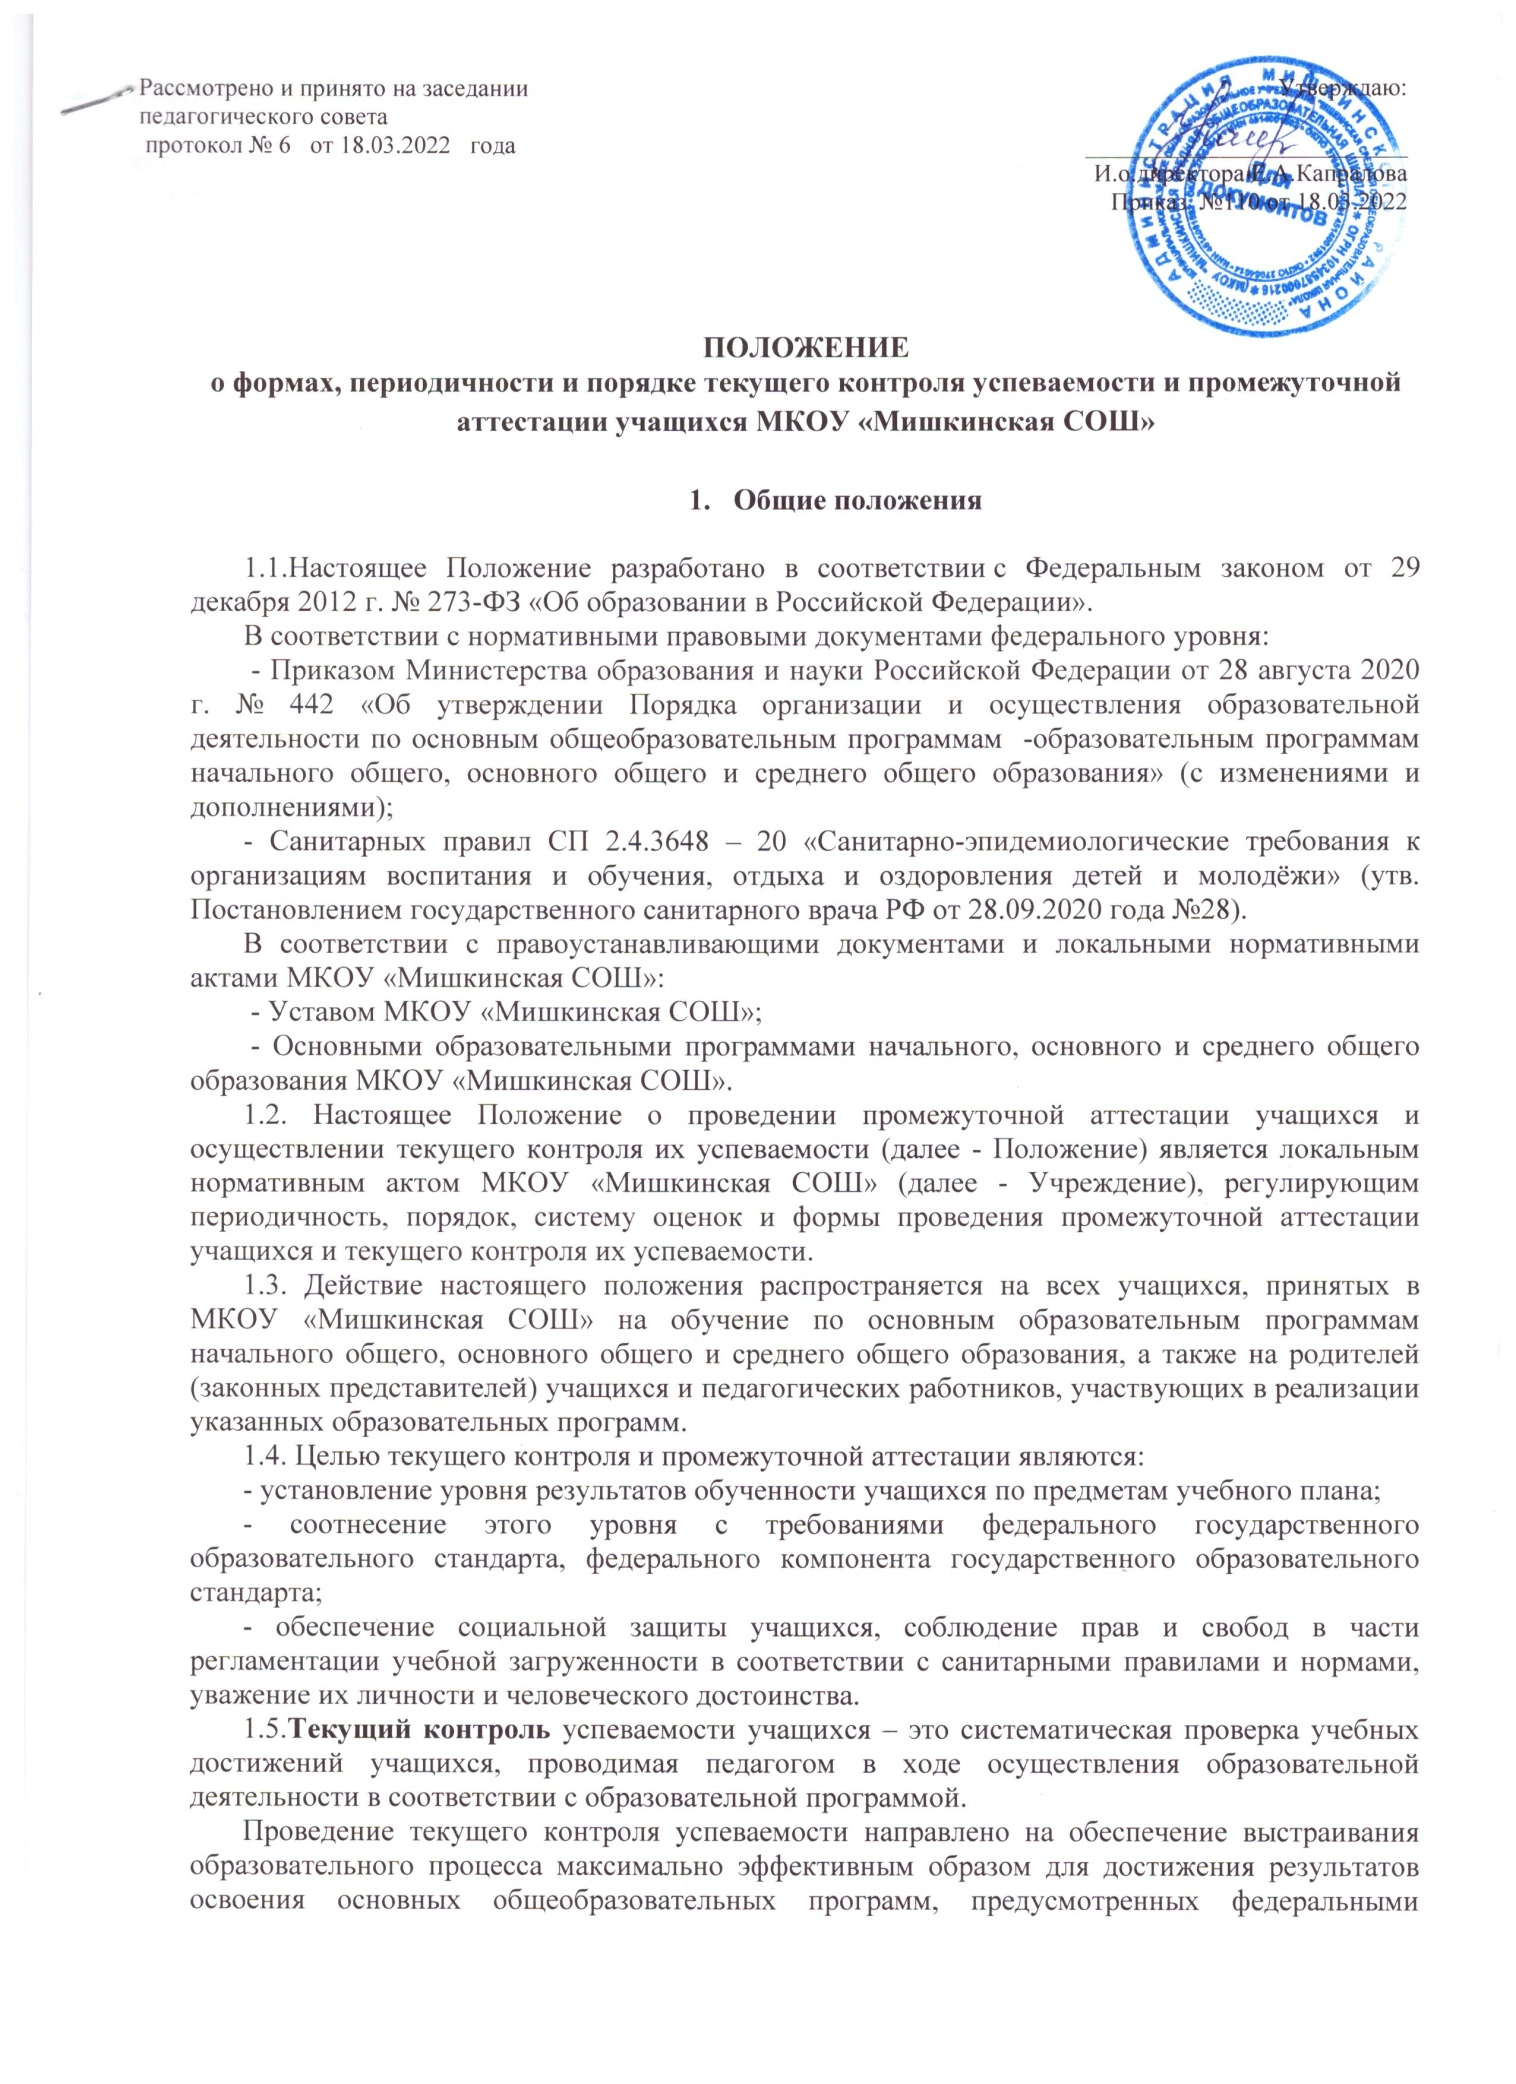 Рассмотрено и принято на заседании
педагогического совета
протокол № 6 от 18.03.2022 года
Утверждаю:
И.о.директора Е.А.Капралова
Приказ №110 от 18.03.2022
АДМИНИСТРАЦИЯ МИШКИНСКОГО РАЙОНА
Для
документов
ПОЛОЖЕНИЕ
о формах, периодичности и порядке текущего контроля успеваемости и промежуточной
аттестации учащихся МКОУ «Мишкинская СОШ»
1. Общие положения
1.1.Настоящее Положение разработано в соответствии с Федеральным законом от 29
декабря 2012 г. № 273-ФЗ «Об образовании в Российской Федерации».
В соответствии с нормативными правовыми документами федерального уровня:
- Приказом Министерства образования и науки Российской Федерации от 28 августа 2020
г. № 442 «Об утверждении Порядка организации и осуществления образовательной
деятельности по основным общеобразовательным программам -образовательным программам
начального общего, основного общего и среднего общего образования» (с изменениями и
дополнениями);
- Санитарных правил СП 2.4.3648 – 20 «Санитарно-эпидемиологические требования к
организациям воспитания и обучения, отдыха и оздоровления детей и молодёжи» (утв.
Постановлением государственного санитарного врача РФ от 28.09.2020 года №28).
В соответствии с правоустанавливающими документами и локальными нормативными
актами МКОУ «Мишкинская СОШ»:
- Уставом МКОУ «Мишкинская СОШ»;
- Основными образовательными программами начального, основного и среднего общего
образования МКОУ «Мишкинская СОШ».
1.2. Настоящее Положение о проведении промежуточной аттестации учащихся и
осуществлении текущего контроля их успеваемости (далее - Положение) является локальным
нормативным актом МКОУ «Мишкинская СОШ» (далее - Учреждение), регулирующим
периодичность, порядок, систему оценок и формы проведения промежуточной аттестации
учащихся и текущего контроля их успеваемости.
1.3. Действие настоящего положения распространяется на всех учащихся, принятых в
МКОУ «Мишкинская СОШ» на обучение по основным образовательным программам
начального общего, основного общего и среднего общего образования, а также на родителей
(законных представителей) учащихся и педагогических работников, участвующих в реализации
указанных образовательных программ.
1.4. Целью текущего контроля и промежуточной аттестации являются:
- установление уровня результатов обученности учащихся по предметам учебного плана;
- соотнесение этого уровня с требованиями федерального государственного
образовательного стандарта, федерального компонента государственного образовательного
стандарта;
- обеспечение социальной защиты учащихся, соблюдение прав и свобод в части
регламентации учебной загруженности в соответствии с санитарными правилами и нормами,
уважение их личности и человеческого достоинства.
1.5.Текущий контроль успеваемости учащихся – это систематическая проверка учебных
достижений учащихся, проводимая педагогом в ходе осуществления образовательной
деятельности в соответствии с образовательной программой.
Проведение текущего контроля успеваемости направлено на обеспечение выстраивания
образовательного процесса максимально эффективным образом для достижения результатов
освоения основных общеобразовательных программ, предусмотренных федеральными